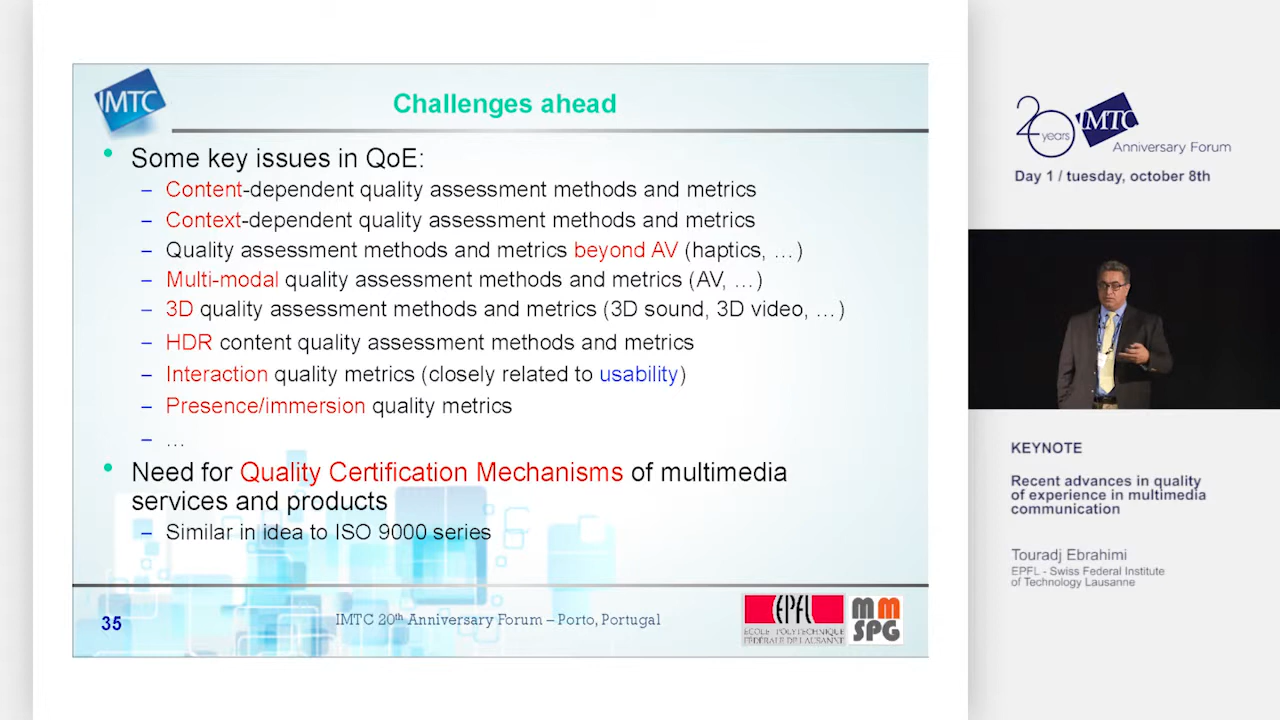 IMTC
Challenges ahead
• Some key issues in QoE:
– Content-dependent quality assessment methods and metrics
– Context-dependent quality assessment methods and metrics
– Quality assessment methods and metrics beyond AV (haptics, …)
– Multi-modal quality assessment methods and metrics (AV, …)
– 3D quality assessment methods and metrics (3D sound, 3D video, …)
– HDR content quality assessment methods and metrics
– Interaction quality metrics (closely related to usability)
– Presence/immersion quality metrics
– …
• Need for Quality Certification Mechanisms of multimedia
services and products
– Similar in idea to ISO 9000 series
35
IMTC 20th Anniversary Forum – Porto, Portugal
EPFL
ÉCOLE POLYTECHNIQUE
FÉDÉRALE DE LAUSANNE
MM
SPG
20 years IMTC
Anniversary Forum
Day 1 / tuesday, october 8th
KEYNOTE
Recent advances in quality
of experience in multimedia
communication
Touradj Ebrahimi
EPFL - Swiss Federal Institute
of Technology Lausanne